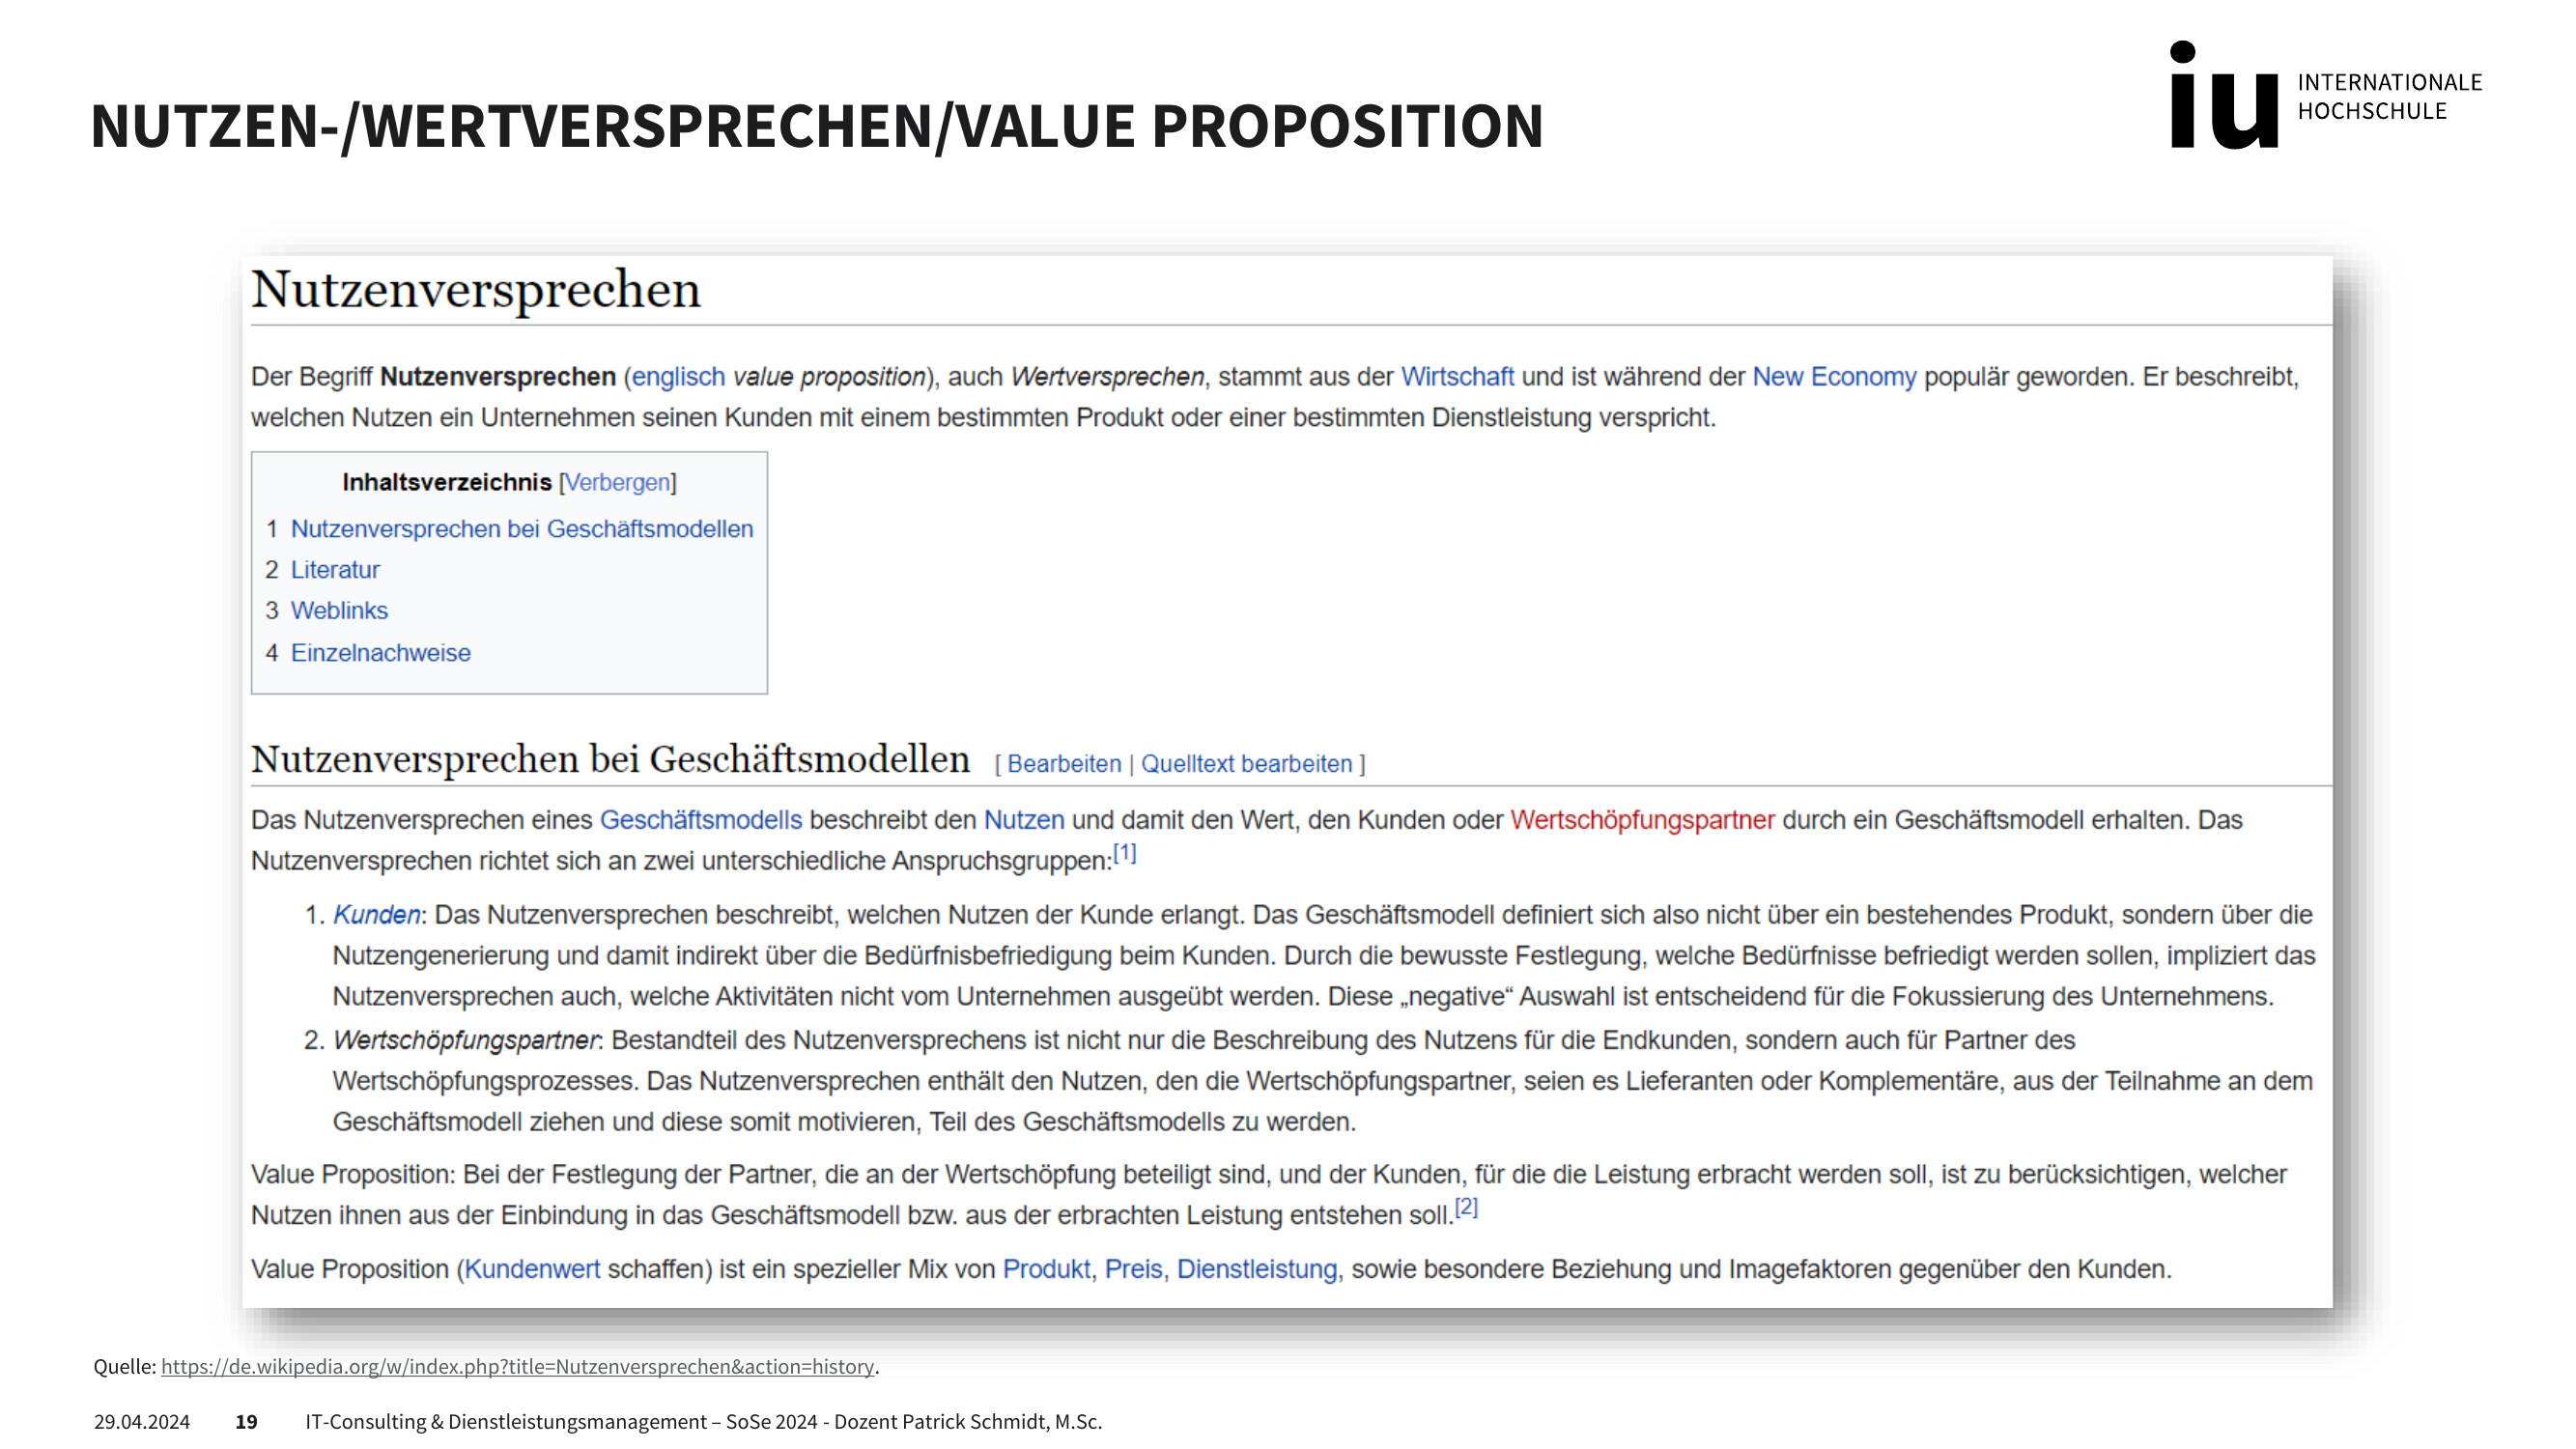 NUTZEN-/WERTVERSPRECHEN/VALUE PROPOSITION
iu INTERNATIONALE
HOCHSCHULE
Nutzenversprechen
Der Begriff Nutzenversprechen (englisch value proposition), auch Wertversprechen, stammt aus der Wirtschaft und ist während der New Economy populär geworden. Er beschreibt,
welchen Nutzen ein Unternehmen seinen Kunden mit einem bestimmten Produkt oder einer bestimmten Dienstleistung verspricht.
Inhaltsverzeichnis [Verbergen]
1 Nutzenversprechen bei Geschäftsmodellen
2 Literatur
3 Weblinks
4 Einzelnachweise
Nutzenversprechen bei Geschäftsmodellen [ Bearbeiten | Quelltext bearbeiten ]
Das Nutzenversprechen eines Geschäftsmodells beschreibt den Nutzen und damit den Wert, den Kunden oder Wertschöpfungspartner durch ein Geschäftsmodell erhalten. Das
Nutzenversprechen richtet sich an zwei unterschiedliche Anspruchsgruppen:[1]
1. Kunden: Das Nutzenversprechen beschreibt, welchen Nutzen der Kunde erlangt. Das Geschäftsmodell definiert sich also nicht über ein bestehendes Produkt, sondern über die
Nutzengenerierung und damit indirekt über die Bedürfnisbefriedigung beim Kunden. Durch die bewusste Festlegung, welche Bedürfnisse befriedigt werden sollen, impliziert das
Nutzenversprechen auch, welche Aktivitäten nicht vom Unternehmen ausgeübt werden. Diese „negative“ Auswahl ist entscheidend für die Fokussierung des Unternehmens.
2. Wertschöpfungspartner: Bestandteil des Nutzenversprechens ist nicht nur die Beschreibung des Nutzens für die Endkunden, sondern auch für Partner des
Wertschöpfungsprozesses. Das Nutzenversprechen enthält den Nutzen, den die Wertschöpfungspartner, seien es Lieferanten oder Komplementäre, aus der Teilnahme an dem
Geschäftsmodell ziehen und diese somit motivieren, Teil des Geschäftsmodells zu werden.
Value Proposition: Bei der Festlegung der Partner, die an der Wertschöpfung beteiligt sind, und der Kunden, für die die Leistung erbracht werden soll, ist zu berücksichtigen, welcher
Nutzen ihnen aus der Einbindung in das Geschäftsmodell bzw. aus der erbrachten Leistung entstehen soll.[2]
Value Proposition (Kundenwert schaffen) ist ein spezieller Mix von Produkt, Preis, Dienstleistung, sowie besondere Beziehung und Imagefaktoren gegenüber den Kunden.
Quelle: https://de.wikipedia.org/w/index.php?title=Nutzenversprechen&action=history.
29.04.2024 19 IT-Consulting & Dienstleistungsmanagement – SoSe 2024 - Dozent Patrick Schmidt, M.Sc.